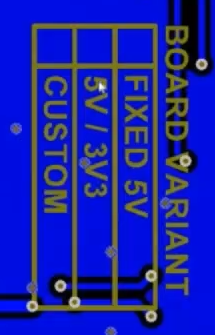 BOARD VARIANT
FIXED 5V
5V / 3V3
CUSTOM